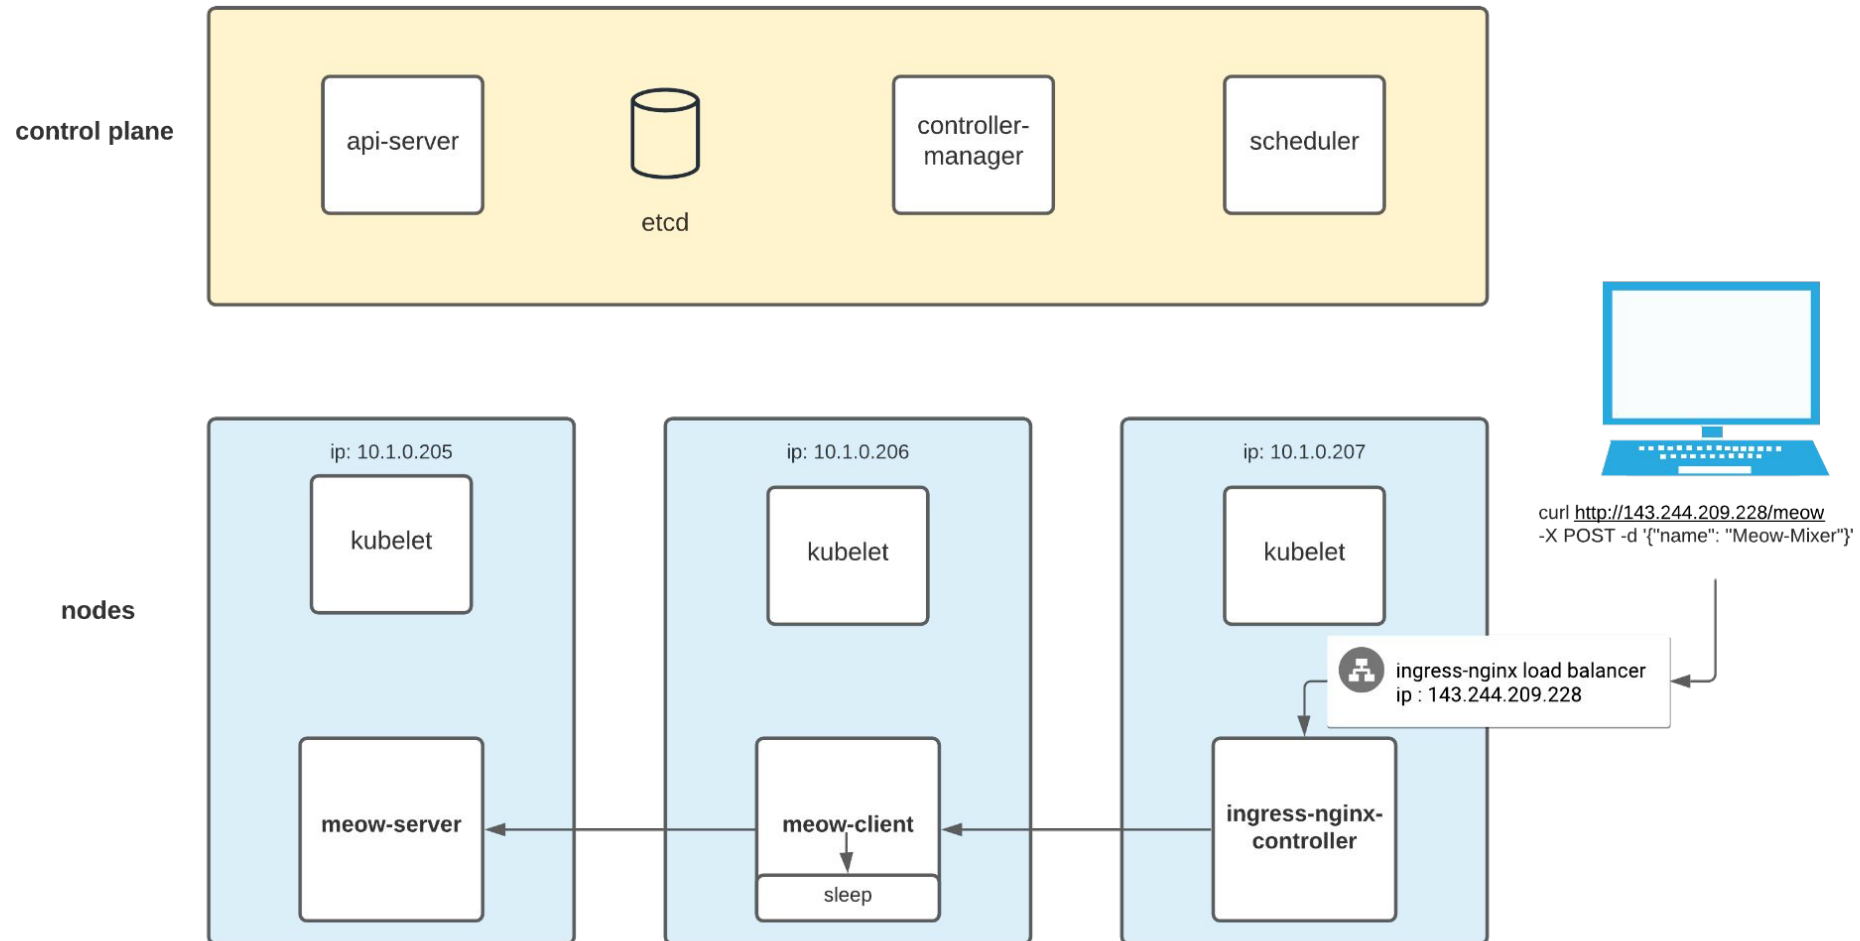 control plane
api-server
etcd
controller-
manager
scheduler
nodes
ip: 10.1.0.205
kubelet
meow-server
ip: 10.1.0.206
kubelet
meow-client
sleep
ip: 10.1.0.207
kubelet
ingress-nginx load balancer
ip : 143.244.209.228
ingress-nginx-
controller
curl http://143.244.209.228/meow
-X POST -d '{"name": "Meow-Mixer"}'